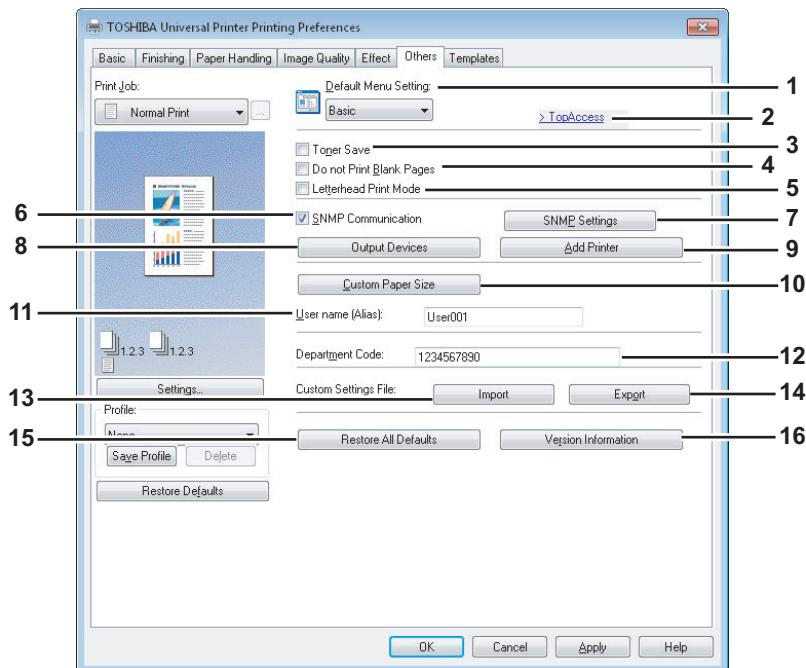 TOSHIBA Universal Printer Printing Preferences
Basic Finishing Paper Handling Image Quality Effect Others Templates
Print Job:
Normal Print
...
Default Menu Setting:
Basic
1
> TopAccess
2
Toner Save
3
Do not Print Blank Pages
4
Letterhead Print Mode
5
6
SNMP Communication
SNMP Settings
7
8
Output Devices
Add Printer
9
Custom Paper Size
10
11
User name (Alias):
User001
1.2.3 1.2.3
Department Code:
1234567890
12
Settings...
13
Custom Settings File:
Import
Export
14
Profile:
None
15
Restore All Defaults
Version Information
16
Save Profile Delete
Restore Defaults
OK Cancel Apply Help